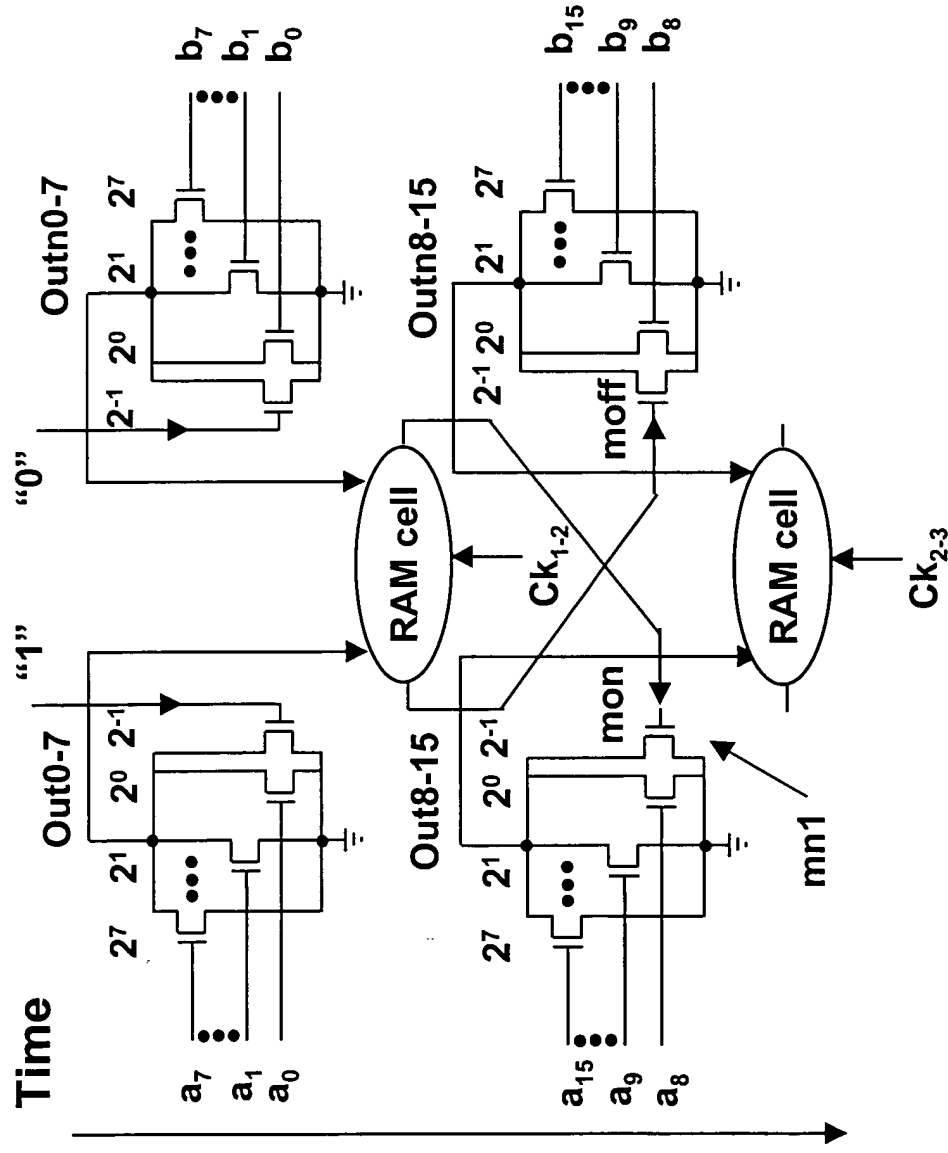 Time
"1"
"0"
Out0-7
Outn0-7
2⁷
2¹
2⁰
2⁻¹
2⁻¹
2⁰
2¹
2⁷
a₇
a₁
a₀
b₇
b₁
b₀
RAM cell
Ck₁₋₂
Out8-15
Outn8-15
2⁷
2¹
2⁰
2⁻¹
2⁻¹
2⁰
2¹
2⁷
mon
moff
a₁₅
a₉
a₈
b₁₅
b₉
b₈
mn1
RAM cell
Ck₂₋₃